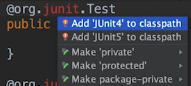 @org.junit.Test
public
Add 'JUnit4' to classpath
Add 'JUnit5' to classpath
}
Make 'private'
Make 'protected'
Make package-private